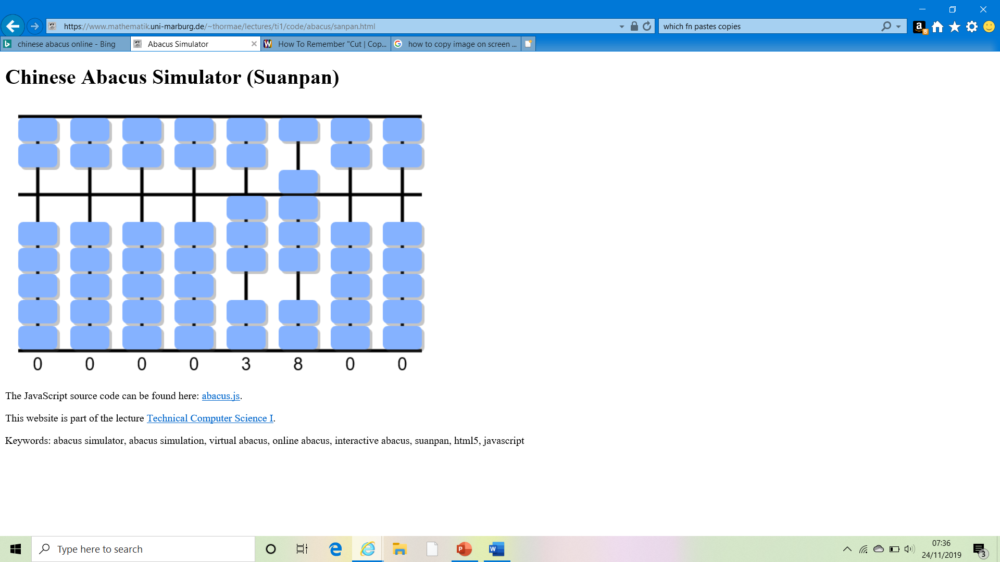 https://www.mathematik.uni-marburg.de/~thormae/lectures/ti1/code/abacus/sanpan.html
which fn pastes copies
a
8
b
chinese abacus online - Bing
Abacus Simulator
W
How To Remember "Cut | Cop...
G
how to copy image on screen ...
Chinese Abacus Simulator (Suanpan)
0 0 0 0 3 8 0 0
The JavaScript source code can be found here: abacus.js.
This website is part of the lecture Technical Computer Science I.
Keywords: abacus simulator, abacus simulation, virtual abacus, online abacus, interactive abacus, suanpan, html5, javascript
Type here to search
P
W
07:36
24/11/2019
3